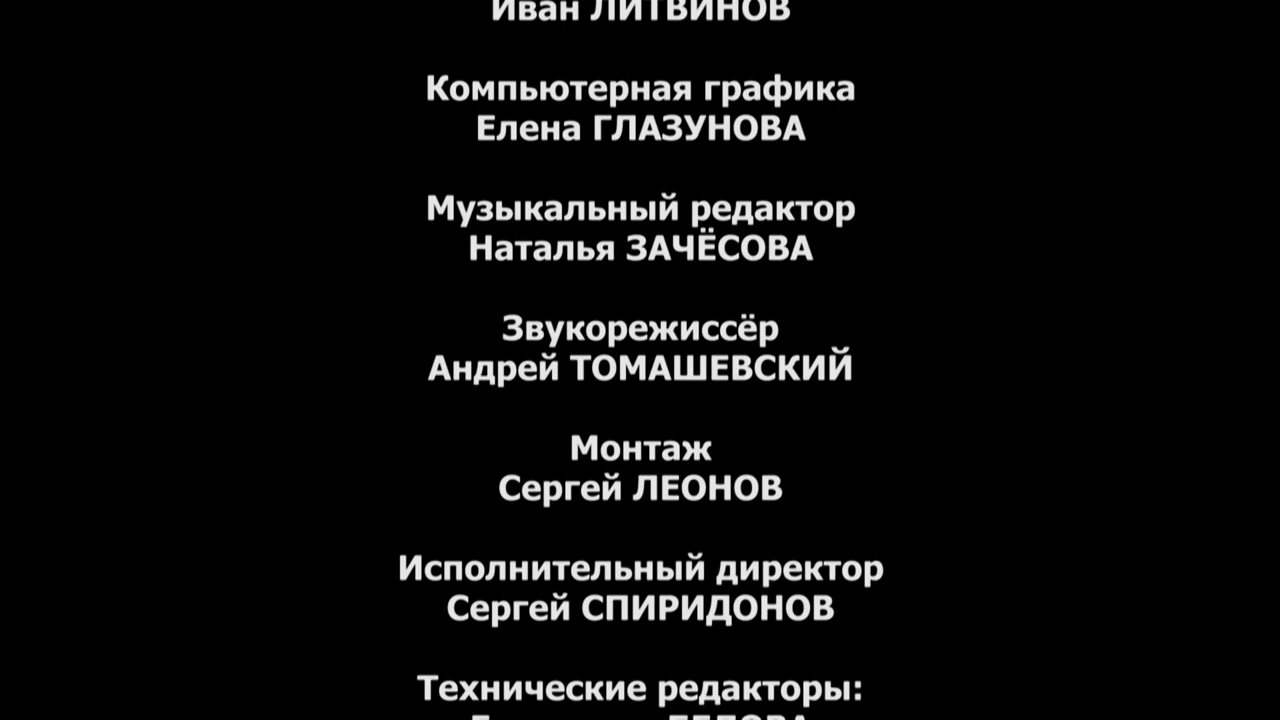 Иван ЛИТВИНОВ
Компьютерная графика
Елена ГЛАЗУНОВА
Музыкальный редактор
Наталья ЗАЧЁСОВА
Звукорежиссёр
Андрей ТОМАШЕВСКИЙ
Монтаж
Сергей ЛЕОНОВ
Исполнительный директор
Сергей СПИРИДОНОВ
Технические редакторы: